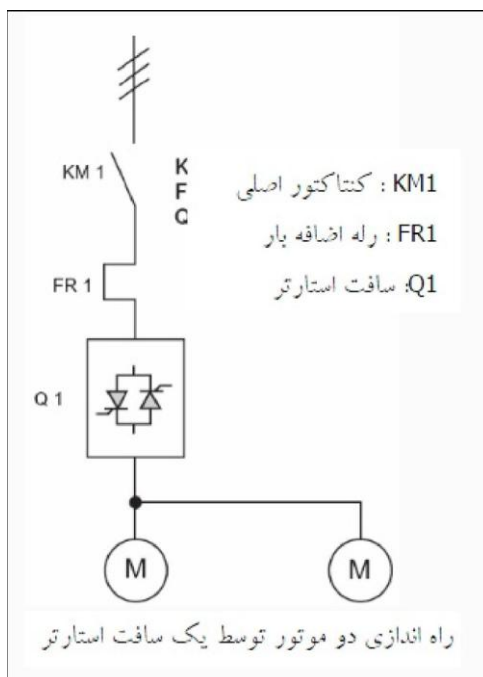 KM 1
K
F
Q
KM1 : کنتاکتور اصلی
FR1 : رله اضافه بار
Q1: سافت استارتر
FR 1
Q 1
M
M
راه اندازی دو موتور توسط یک سافت استارتر